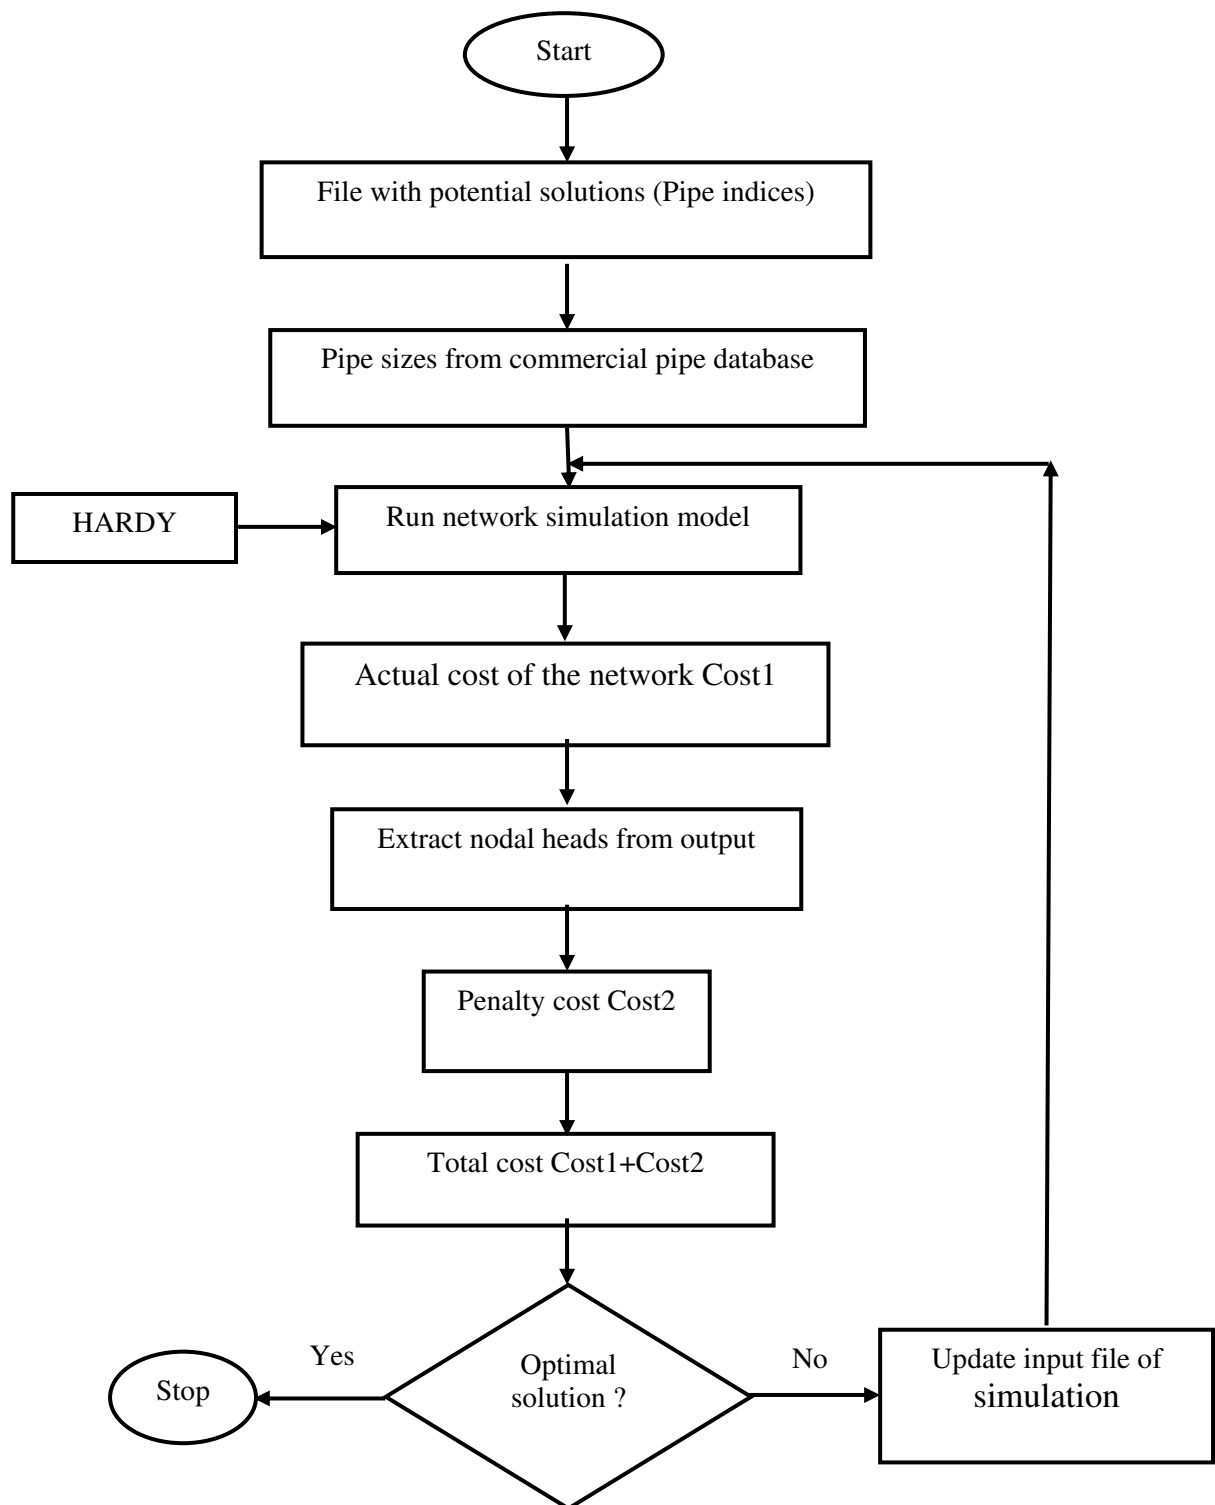 Start
File with potential solutions (Pipe indices)
Pipe sizes from commercial pipe database
HARDY
Run network simulation model
Actual cost of the network Cost1
Extract nodal heads from output
Penalty cost Cost2
Total cost Cost1+Cost2
Yes
Stop
Optimal
solution ?
No
Update input file of
simulation